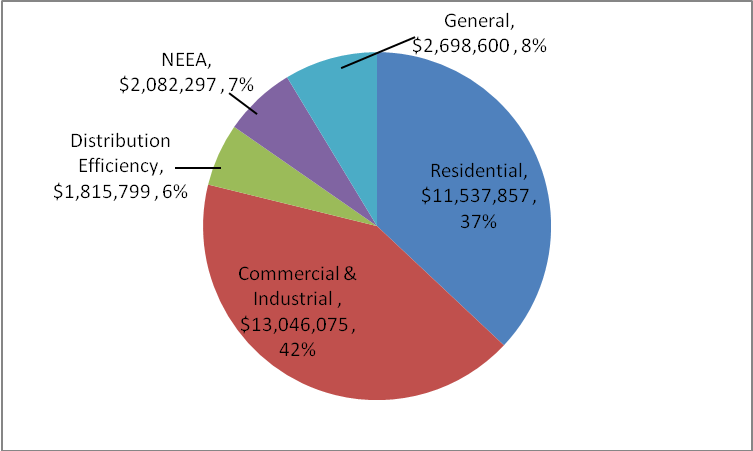 General,
$2,698,600 , 8%
NEEA,
$2,082,297 , 7%
Distribution
Efficiency,
$1,815,799 , 6%
Residential,
$11,537,857 ,
37%
Commercial &
Industrial ,
$13,046,075 ,
42%